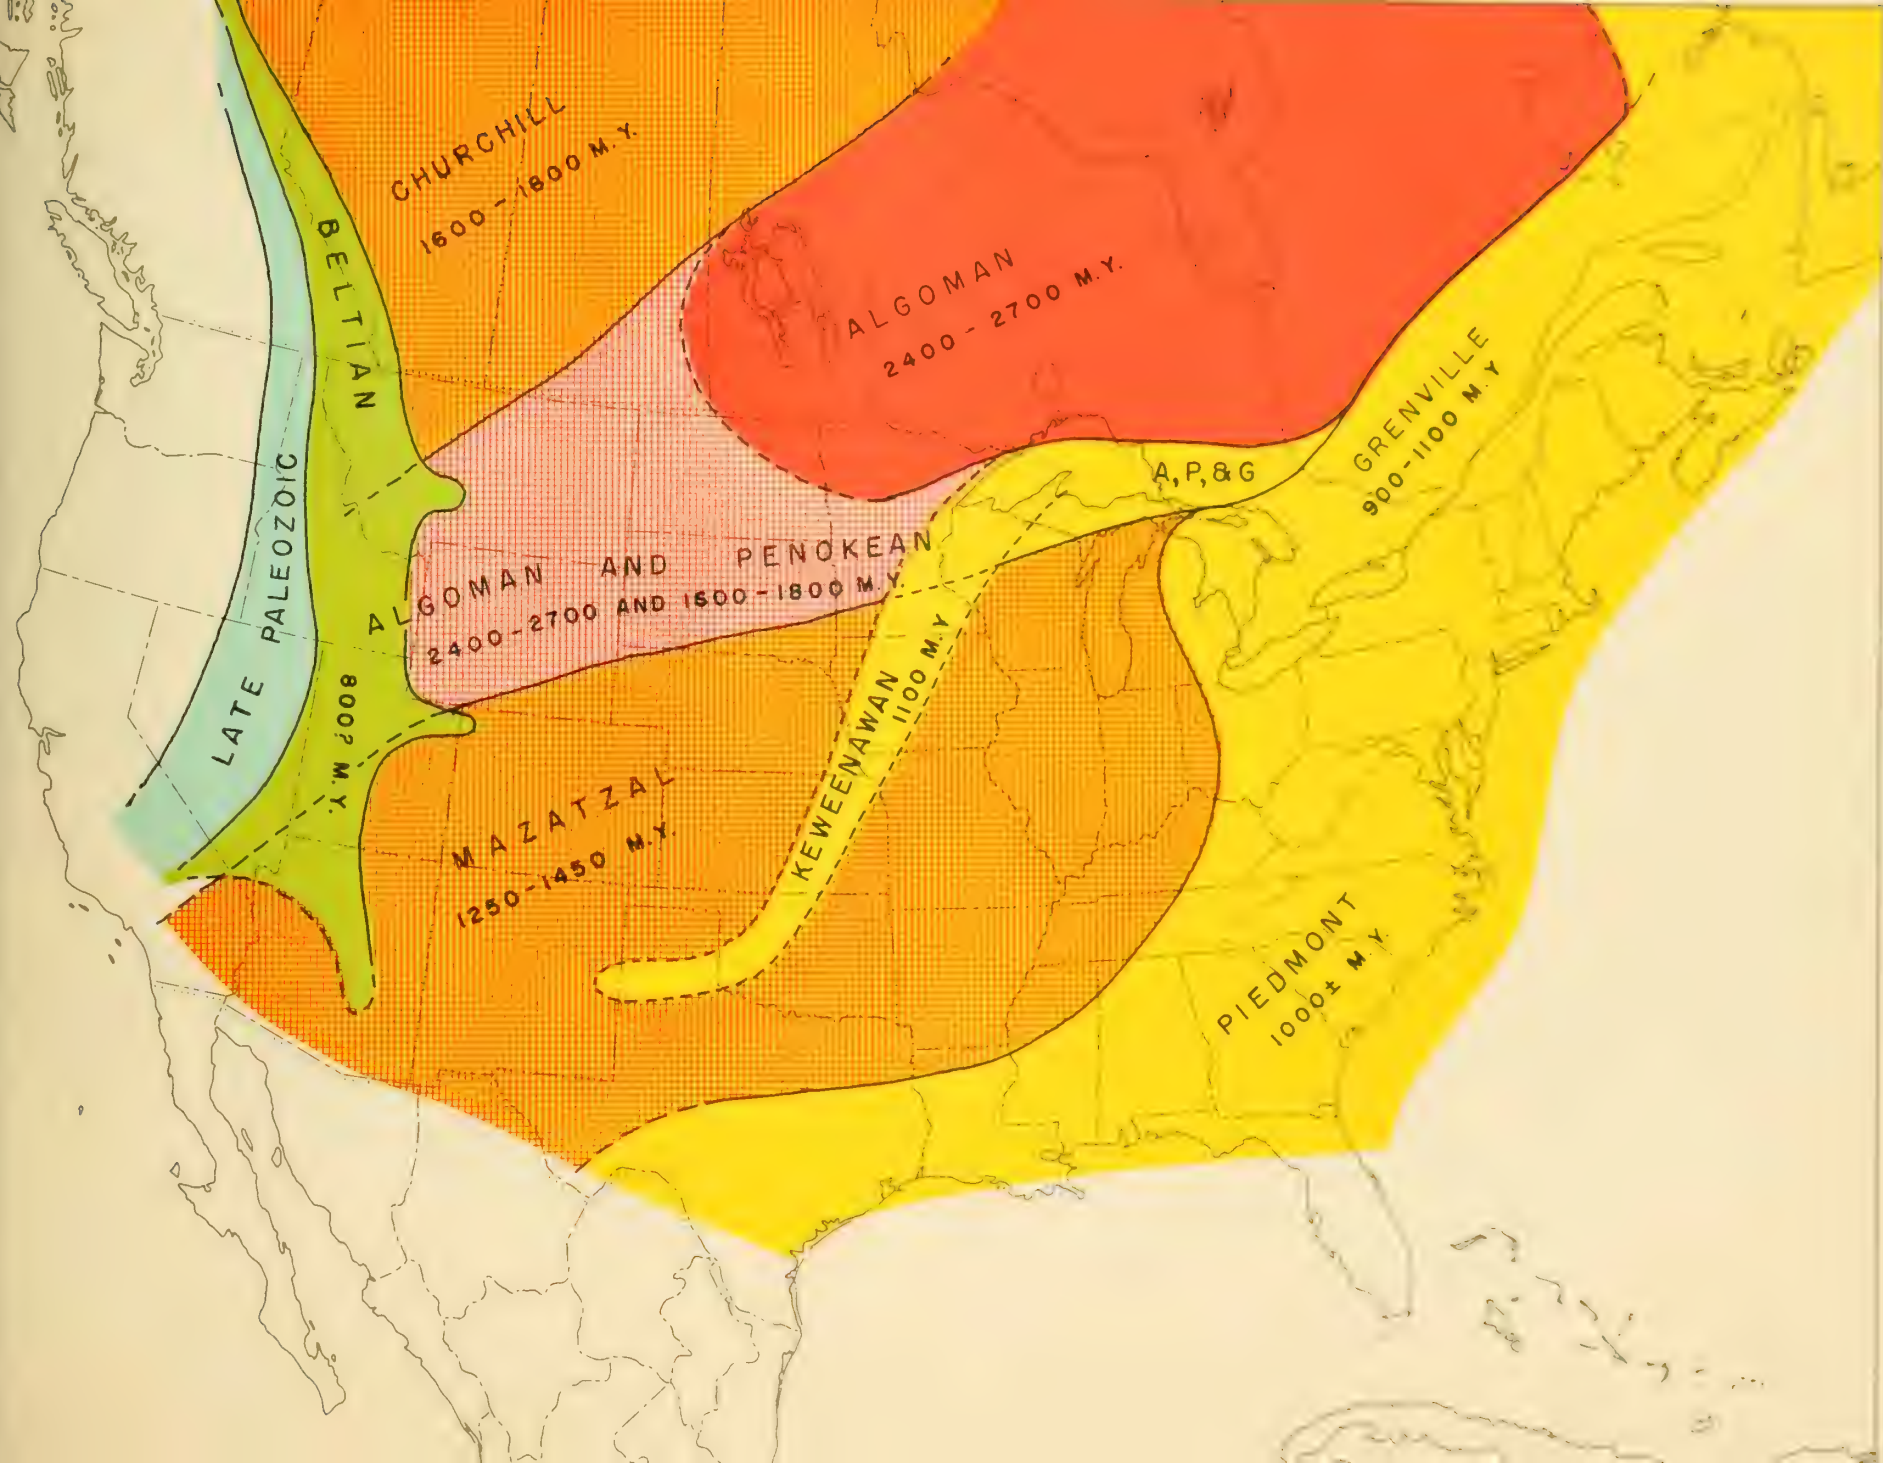 CHURCHILL
1600-1800 M.Y.
BELTIAN
800? M.Y.
LATE PALEOZOIC
ALGOMAN
2400-2700 M.Y.
GRENVILLE
900-1100 M.Y
A,P,&G
ALGOMAN AND PENOKEAN
2400-2700 AND 1600-1800 M.Y.
KEWEENAWAN
1100 M.Y
MAZATZAL
1250-1450 M.Y.
PIEDMONT
1000± M.Y.